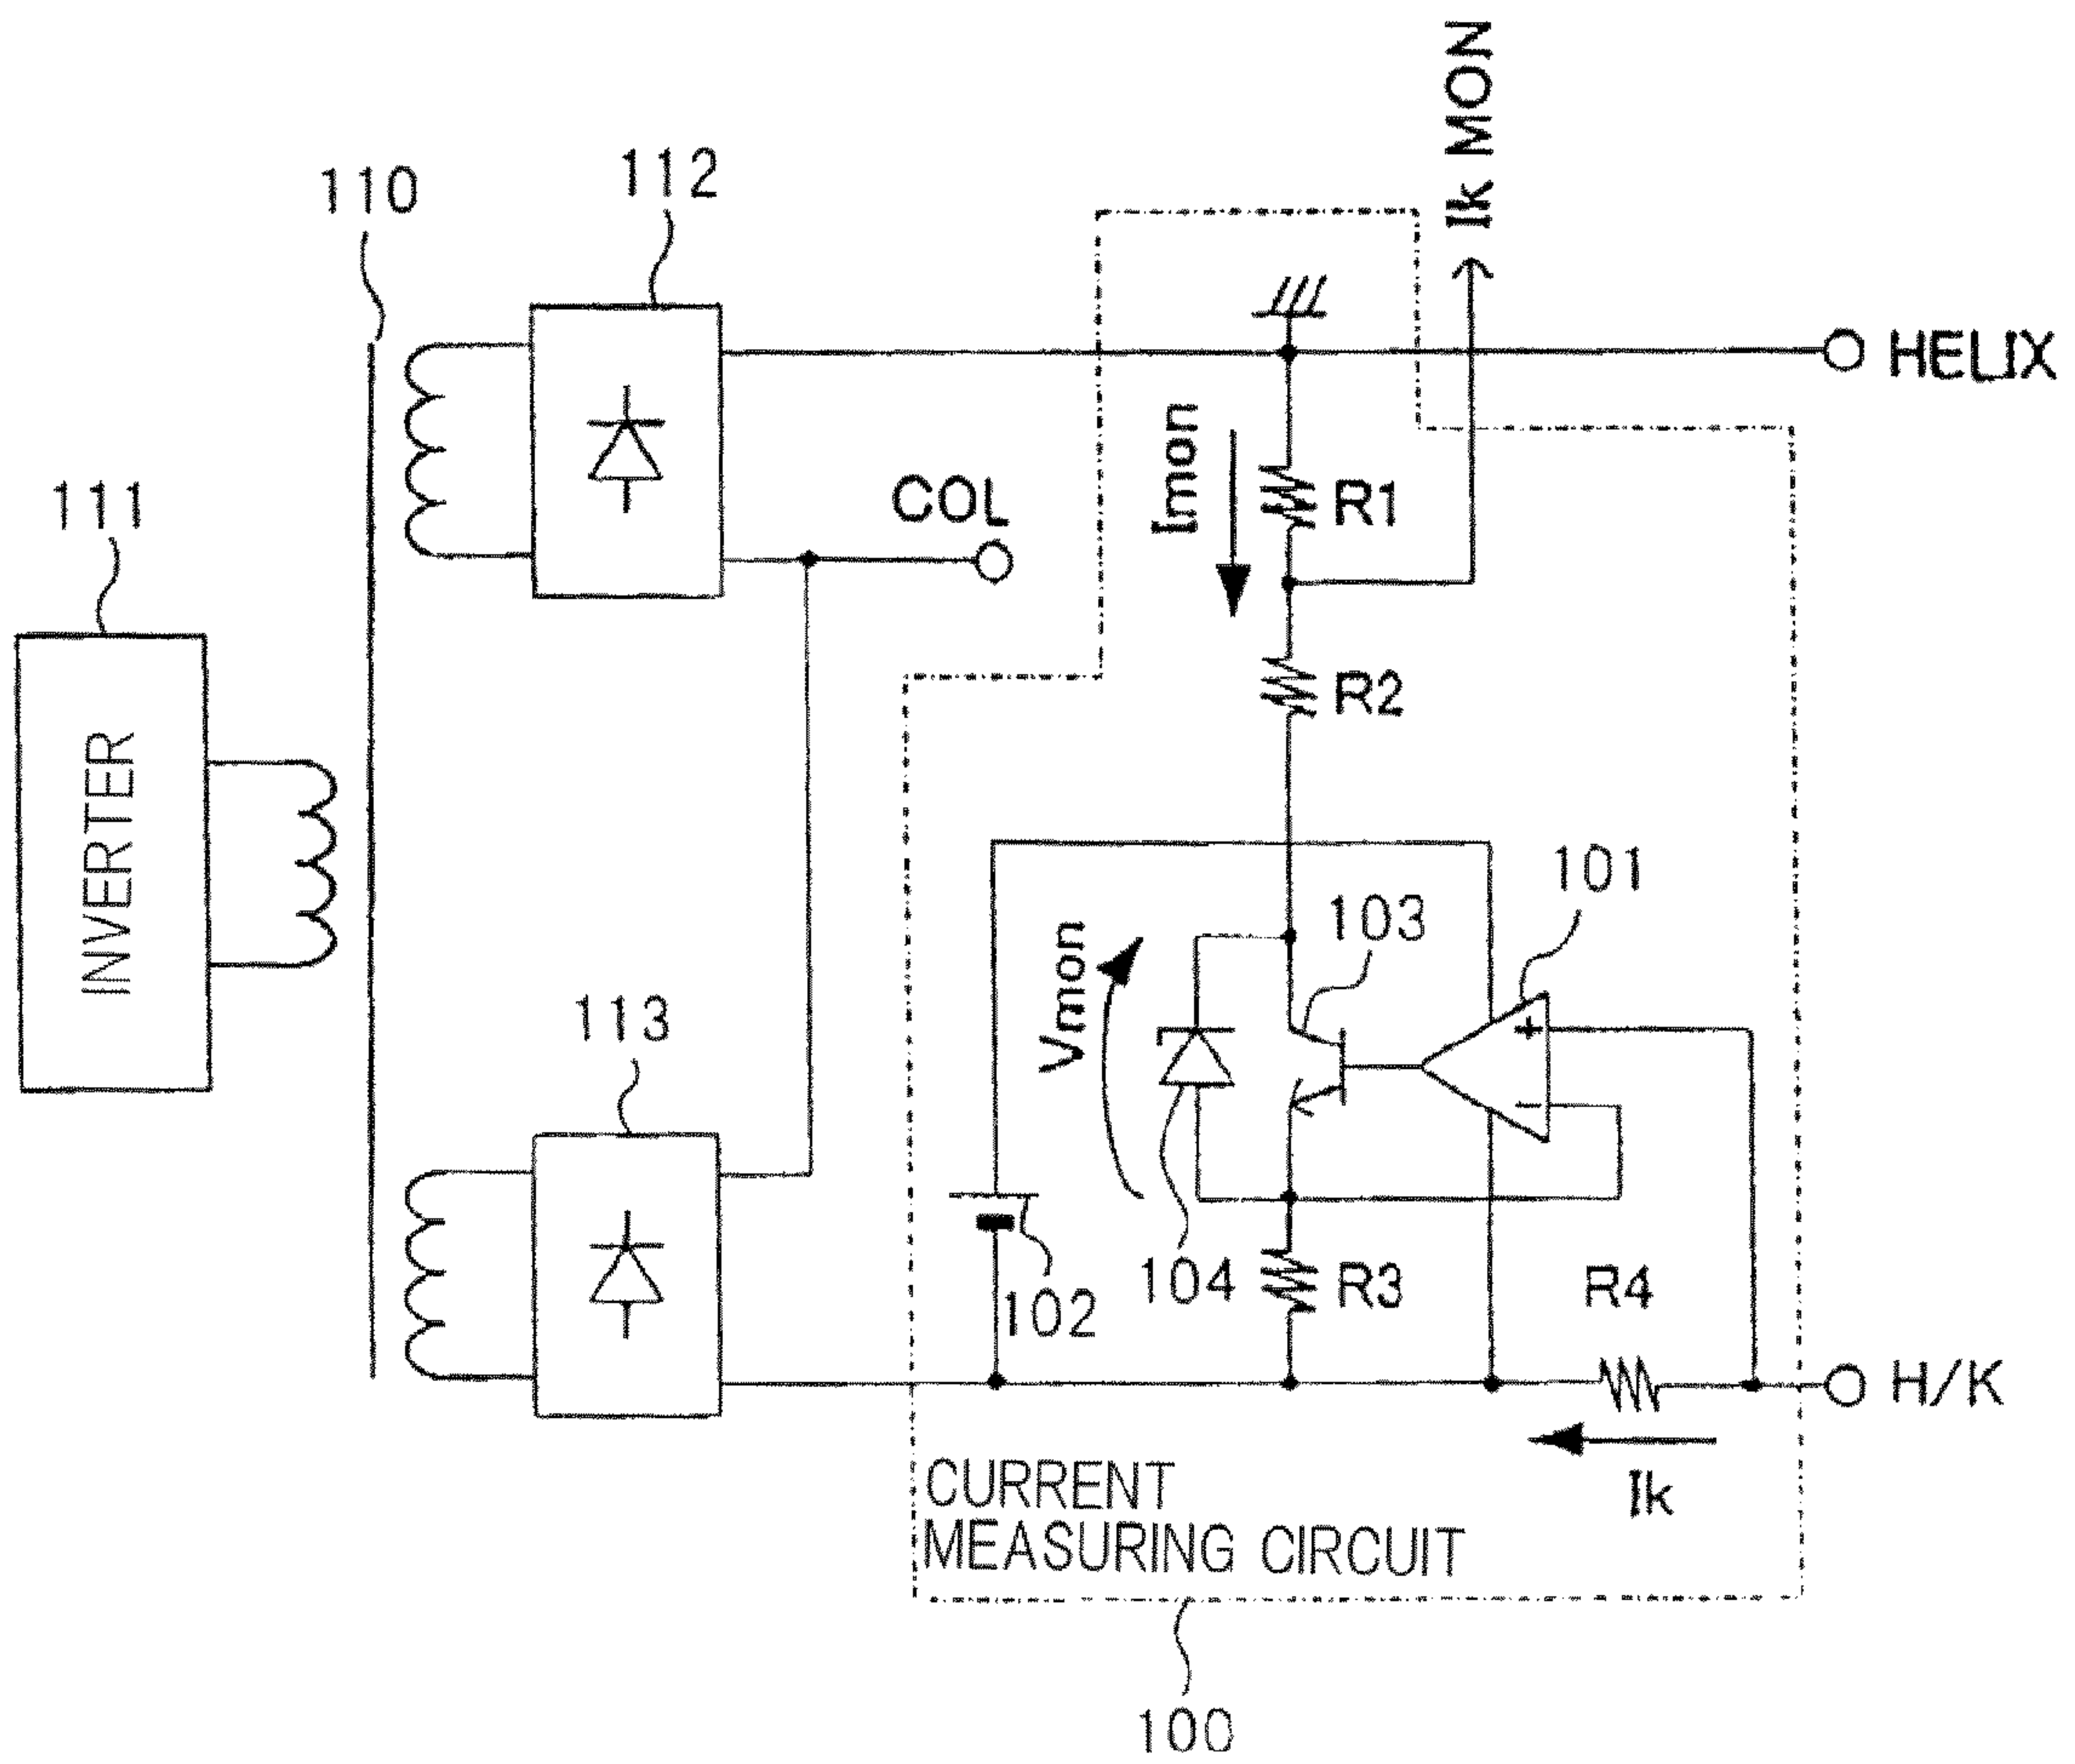 Ik MON
110
112
HELIX
111
COL
Imon
R1
R2
INVERTER
101
103
Vmon
+
-
113
104
R3
R4
102
H/K
Ik
CURRENT
MEASURING CIRCUIT
100